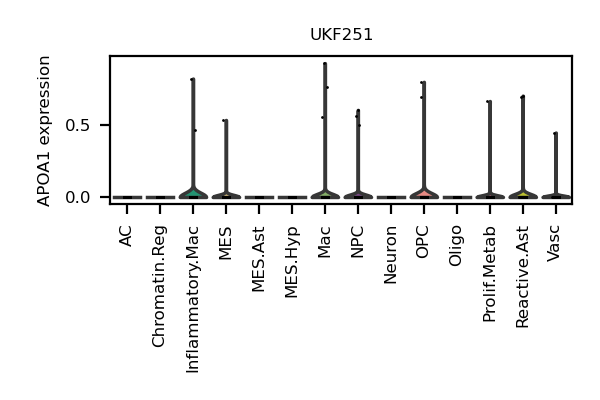 UKF251
APOA1 expression
0.5
0.0
AC
Chromatin.Reg
Inflammatory.Mac
MES
MES.Ast
MES.Hyp
Mac
NPC
Neuron
OPC
Oligo
Prolif.Metab
Reactive.Ast
Vasc